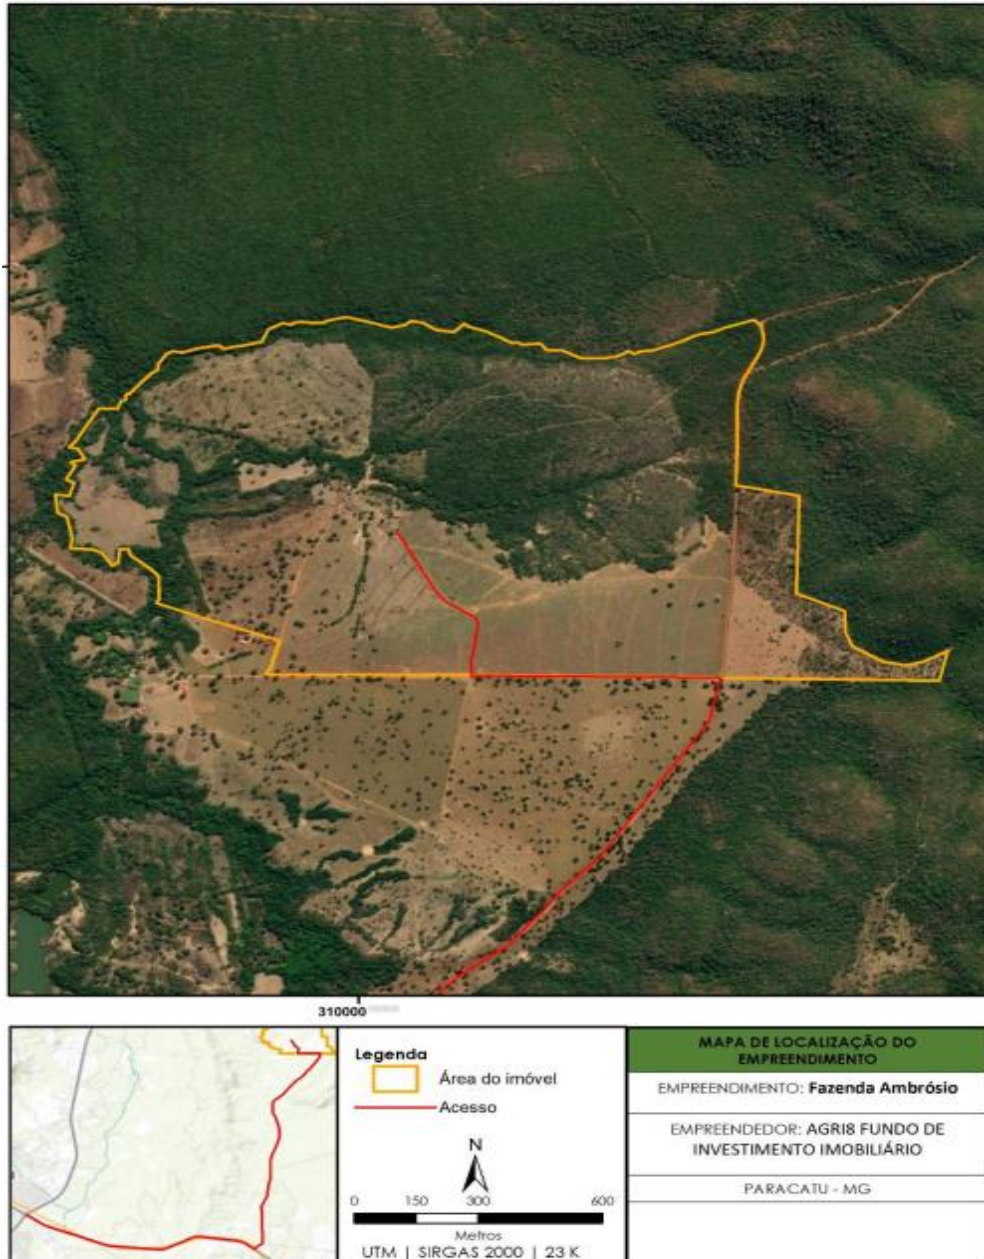 310000
Legenda
Área do imóvel
Acesso
N
0 150 300 600
Metros
UTM | SIRGAS 2000 | 23 K
MAPA DE LOCALIZAÇÃO DO
EMPREENDIMENTO
EMPREENDIMENTO: Fazenda Ambrósio
EMPREENDEDOR: AGRI8 FUNDO DE
INVESTIMENTO IMOBILIÁRIO
PARACATU - MG